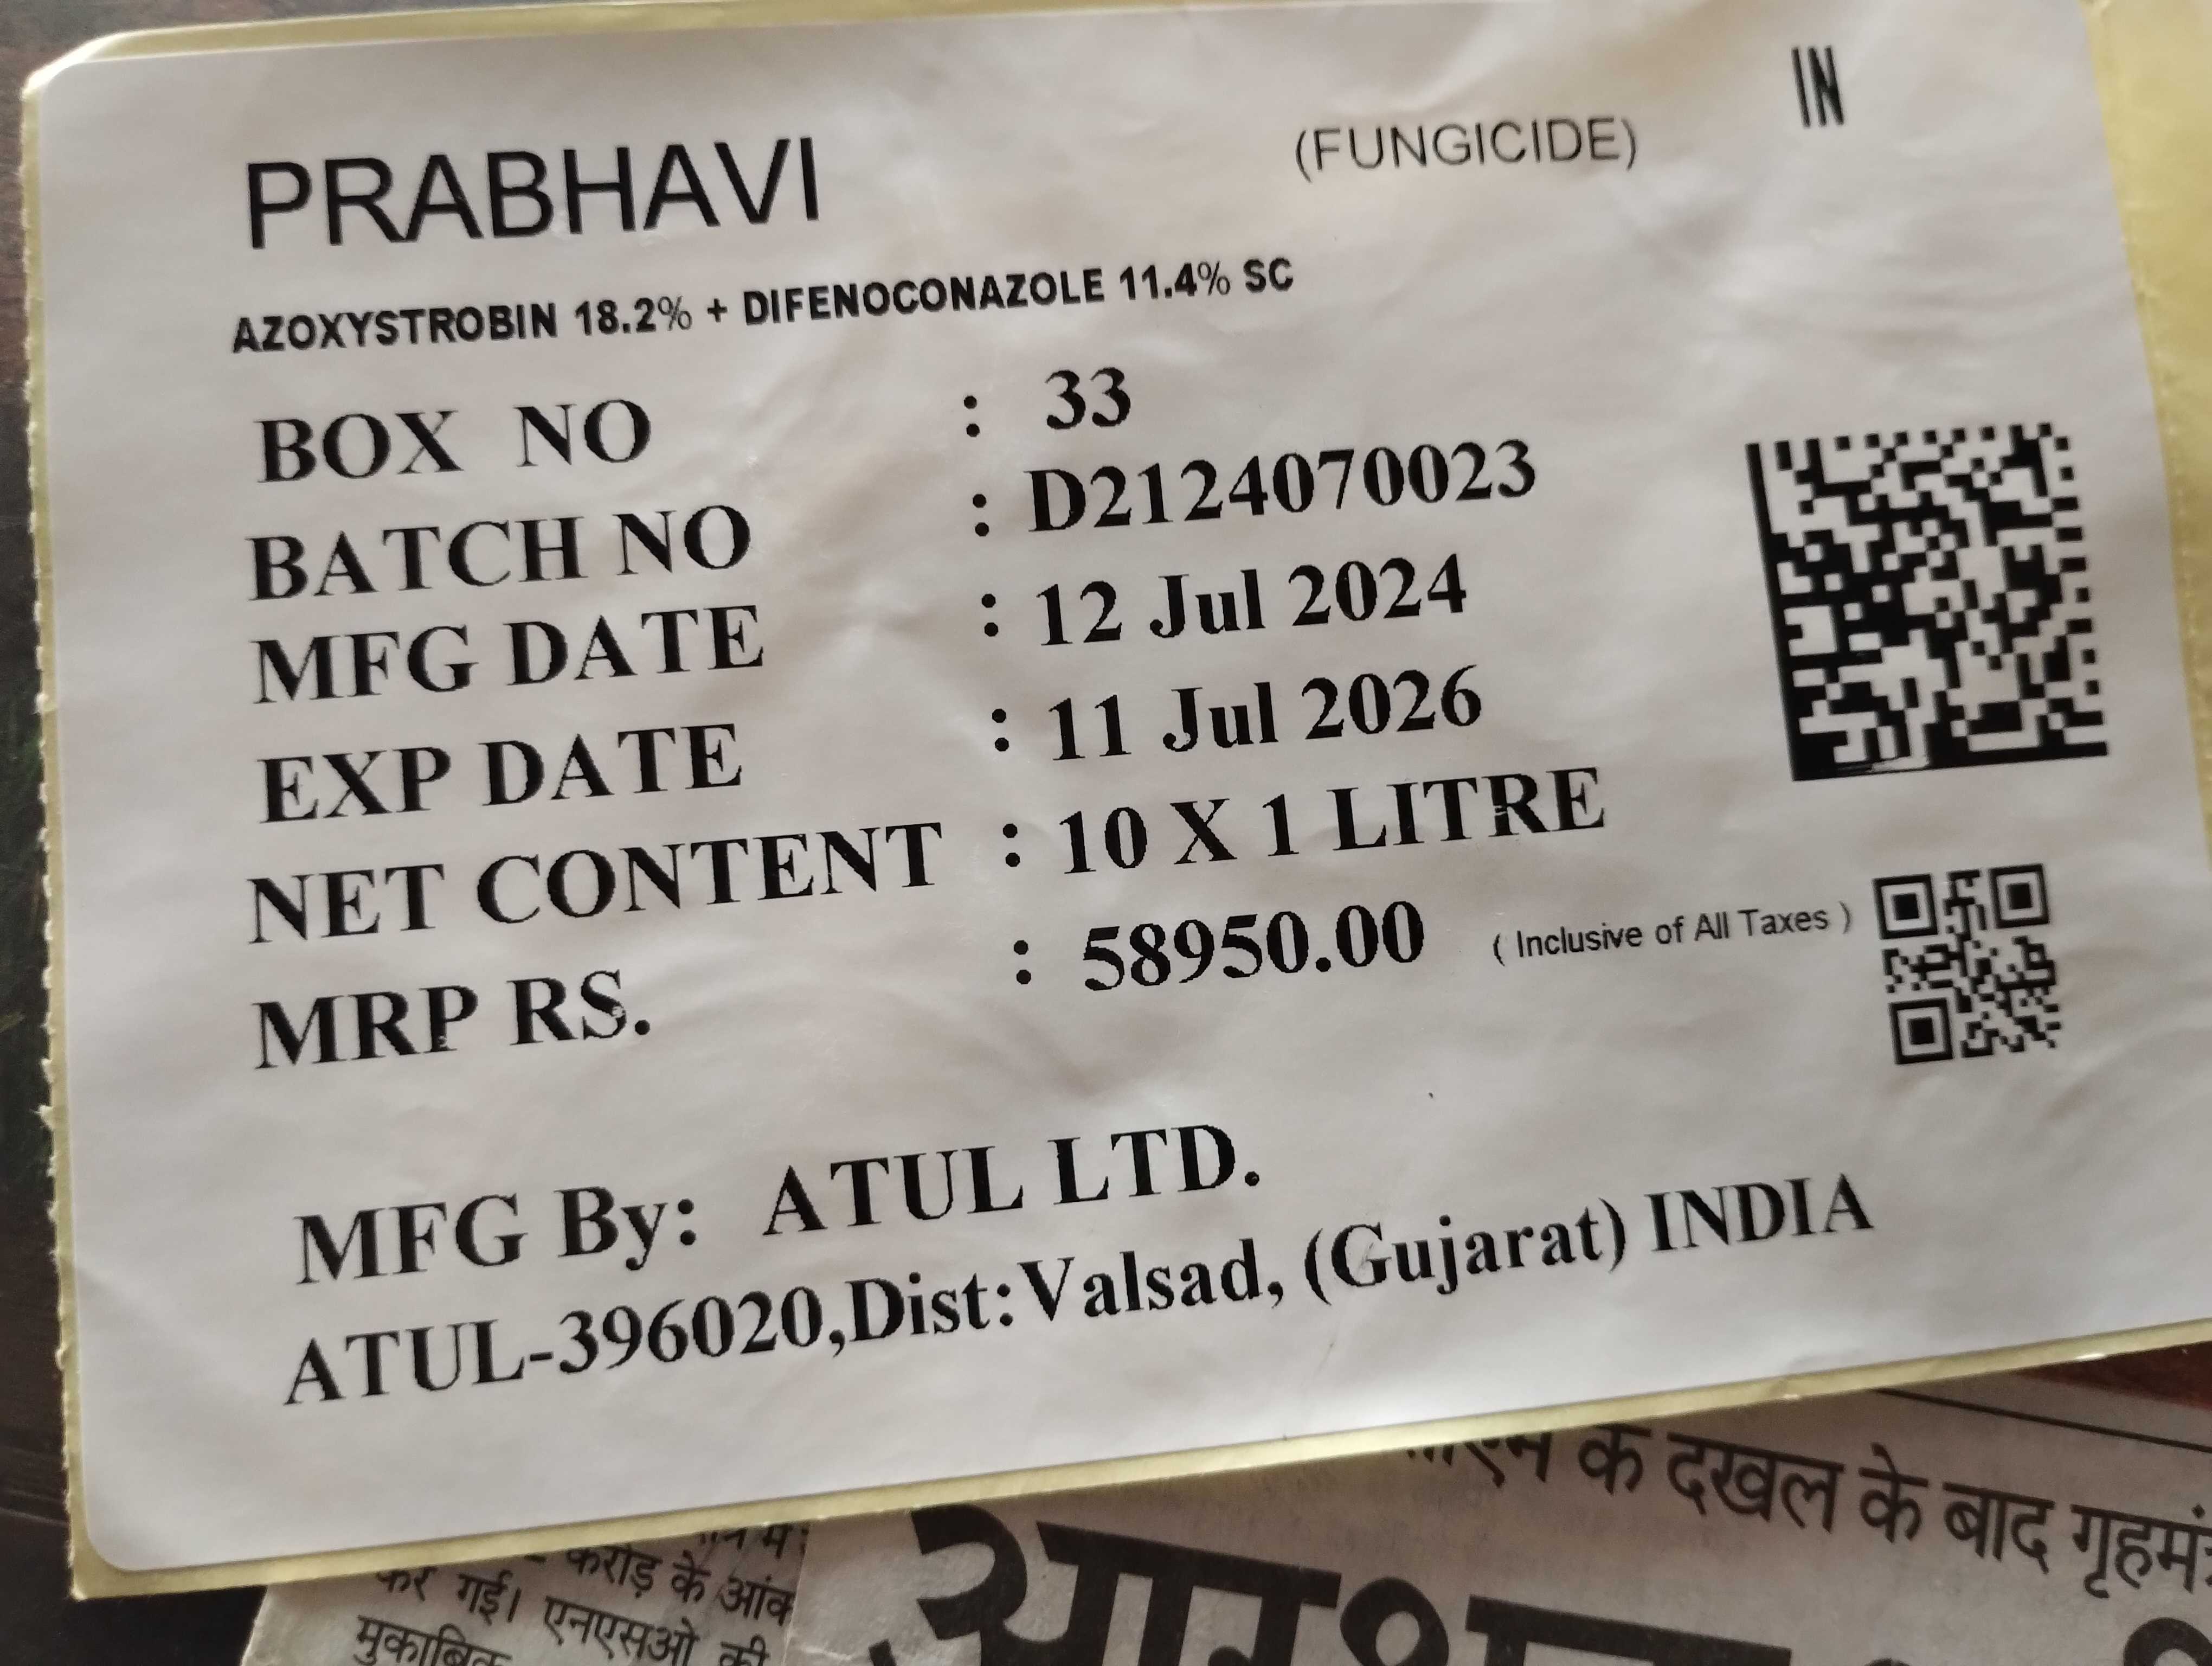 IN
PRABHAVI (FUNGICIDE)
AZOXYSTROBIN 18.2% + DIFENOCONAZOLE 11.4% SC
BOX NO : 33
BATCH NO : D2124070023
MFG DATE : 12 Jul 2024
EXP DATE : 11 Jul 2026
NET CONTENT : 10 X 1 LITRE
MRP RS. : 58950.00 ( Inclusive of All Taxes )
MFG By: ATUL LTD.
ATUL-396020,Dist:Valsad, (Gujarat) INDIA
के दखल के बाद
करोड़ के
कर गई। एनएसओ की